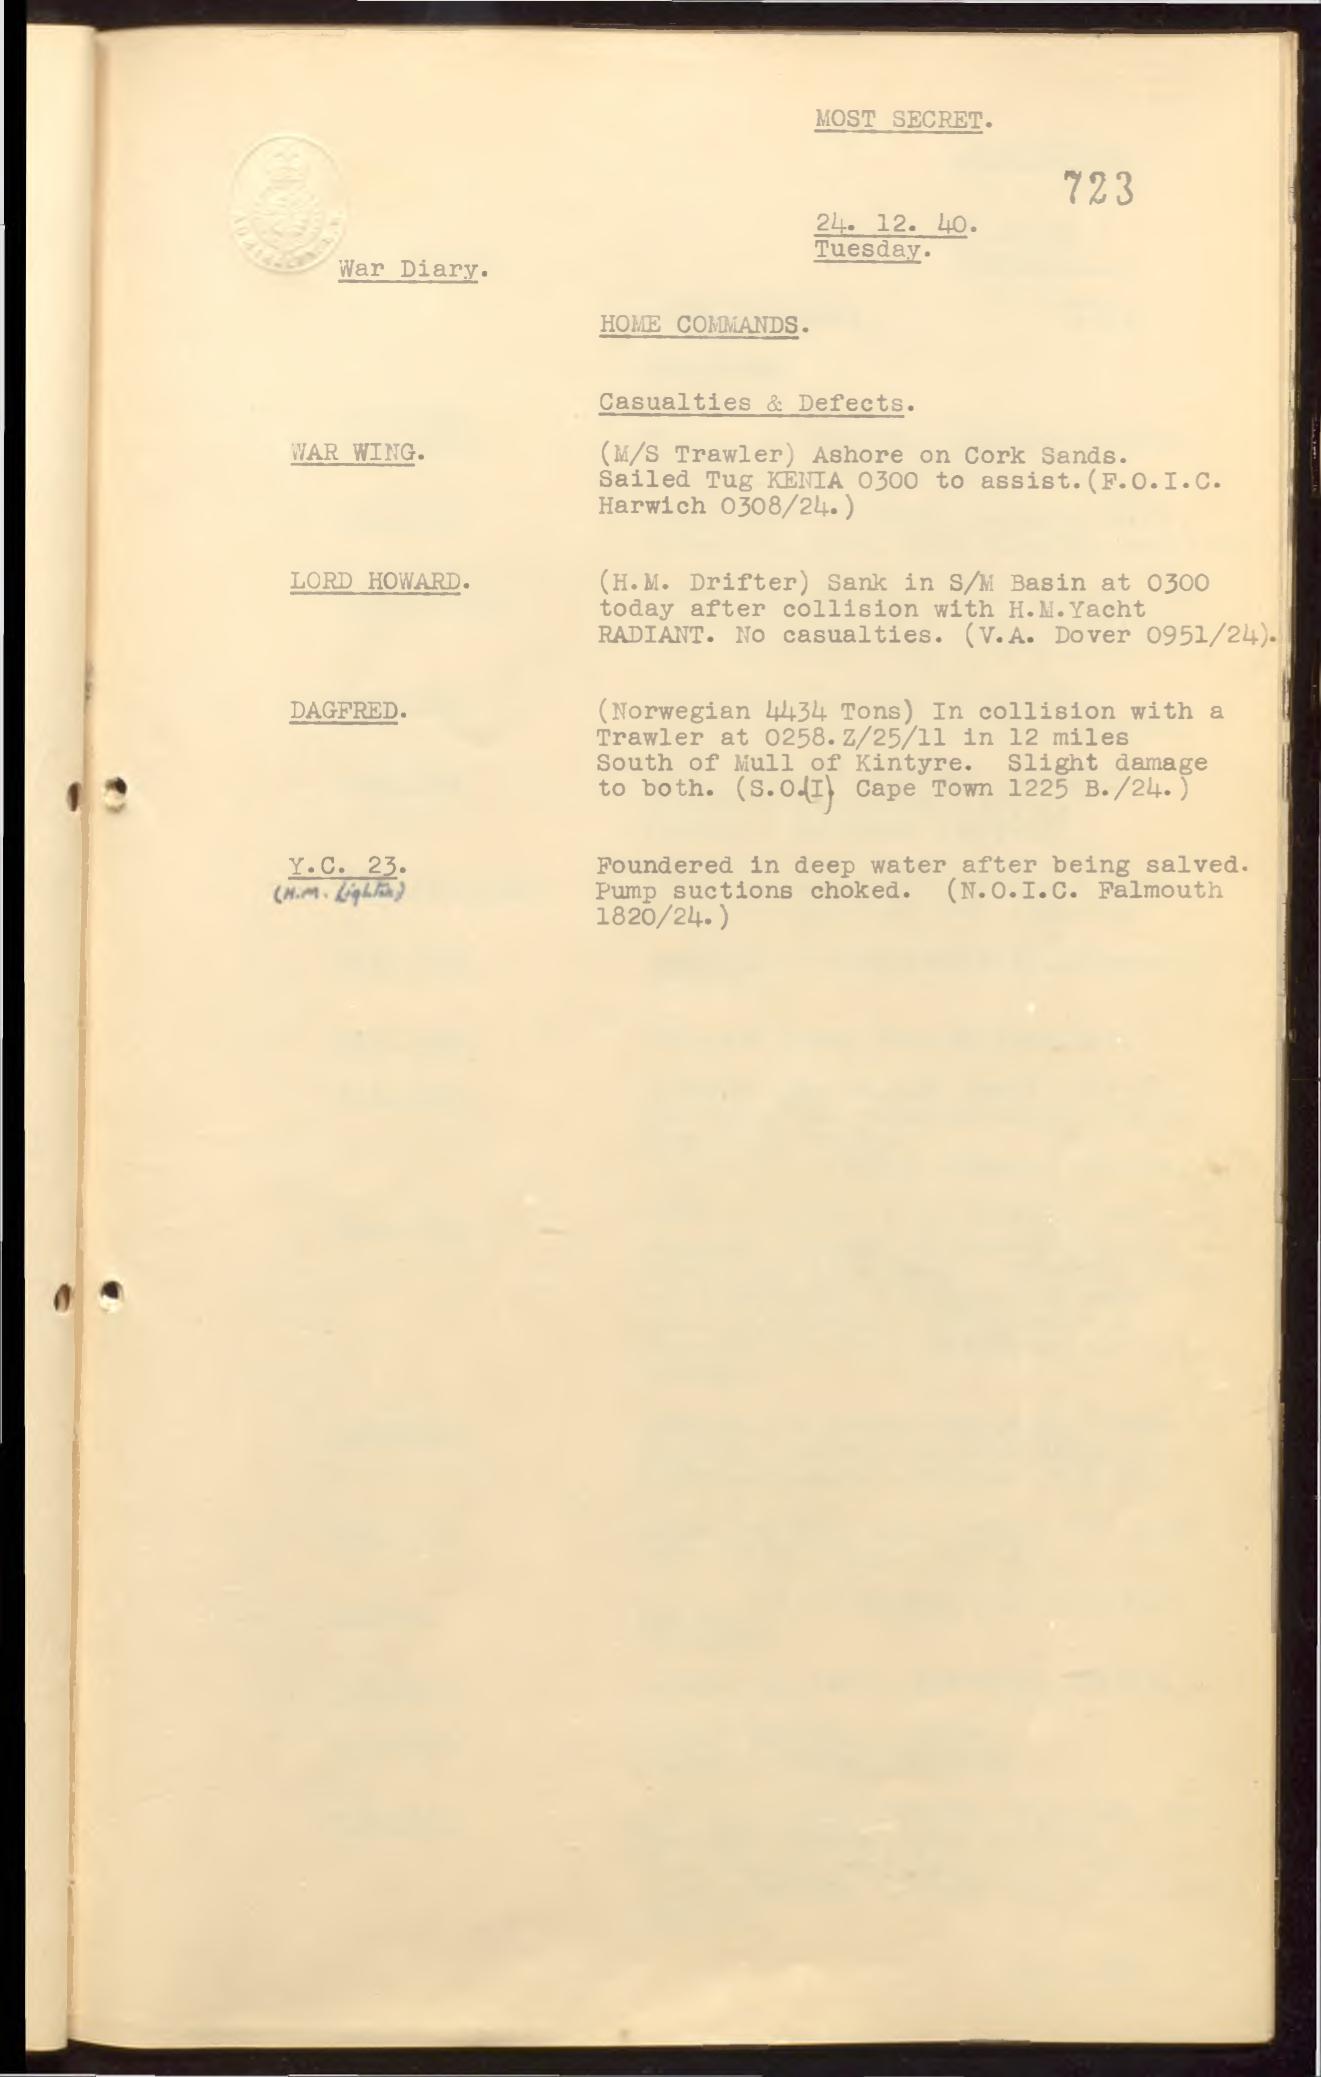 MOST SECRET.
723
24. 12. 40.
Tuesday.
War Diary.
HOME COMMANDS.
Casualties & Defects.
WAR WING.
(M/S Trawler) Ashore on Cork Sands.
Sailed Tug KENIA 0300 to assist.(F.O.I.C.
Harwich 0308/24.)
LORD HOWARD.
(H.M. Drifter) Sank in S/M Basin at 0300
today after collision with H.M.Yacht
RADIANT. No casualties. (V.A. Dover 0951/24).
DAGFRED.
(Norwegian 4434 Tons) In collision with a
Trawler at 0258.Z/25/11 in 12 miles
South of Mull of Kintyre. Slight damage
to both. (S.O.(I) Cape Town 1225 B./24.)
Y.C. 23.
(H.M. Lighter)
Foundered in deep water after being salved.
Pump suctions choked. (N.O.I.C. Falmouth
1820/24.)